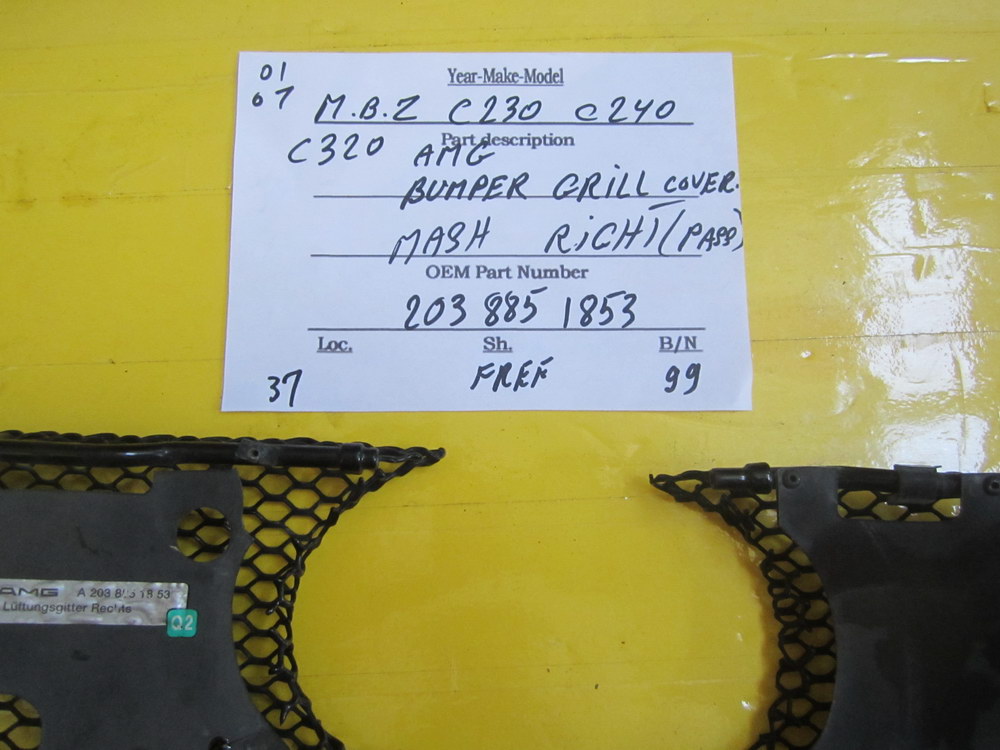 01
07
Year-Make-Model
M.B.Z C230 C240
Part description
C320 AMG
BUMPER GRILL COVER.
MASH RIGHT (PASS)
OEM Part Number
203 885 1853
Loc. Sh. B/N
37 FREE 99
AMG A 203 885 18 53
Lüftungsgitter Rechts
Q2